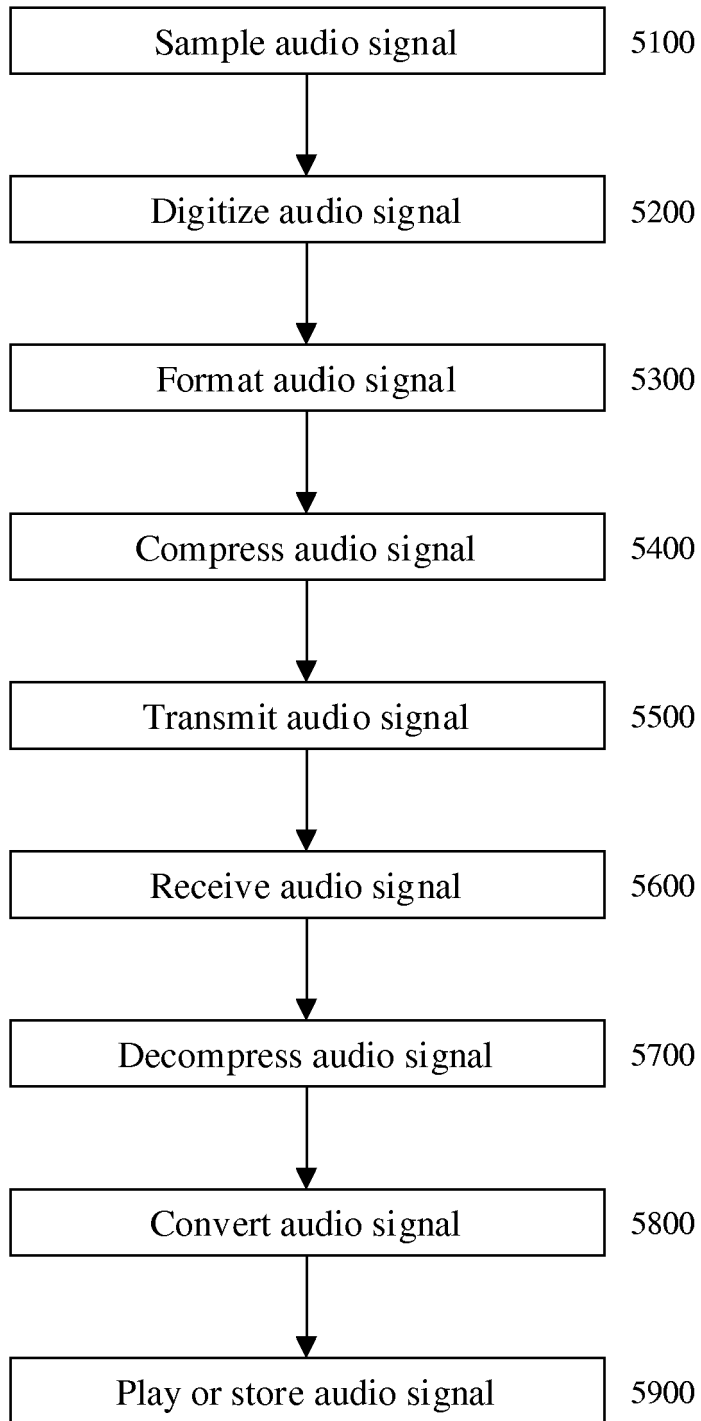 Sample audio signal 5100
Digitize audio signal 5200
Format audio signal 5300
Compress audio signal 5400
Transmit audio signal 5500
Receive audio signal 5600
Decompress audio signal 5700
Convert audio signal 5800
Play or store audio signal 5900